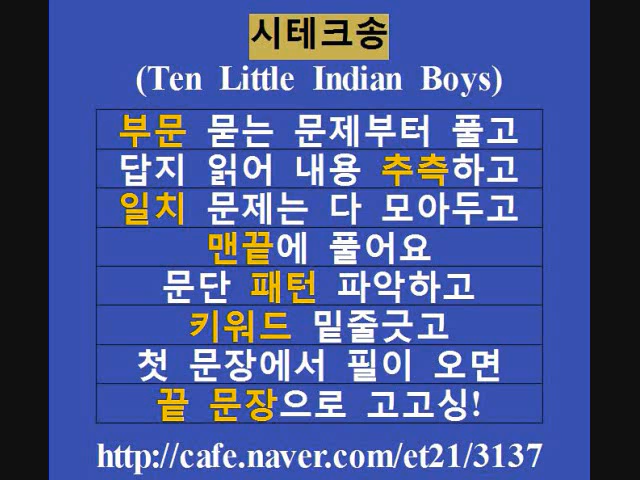 시테크송
(Ten Little Indian Boys)
부문 묻는 문제부터 풀고
답지 읽어 내용 추측하고
일치 문제는 다 모아두고
맨끝에 풀어요
문단 패턴 파악하고
키워드 밑줄긋고
첫 문장에서 필이 오면
끝 문장으로 고고싱!
http://cafe.naver.com/et21/3137